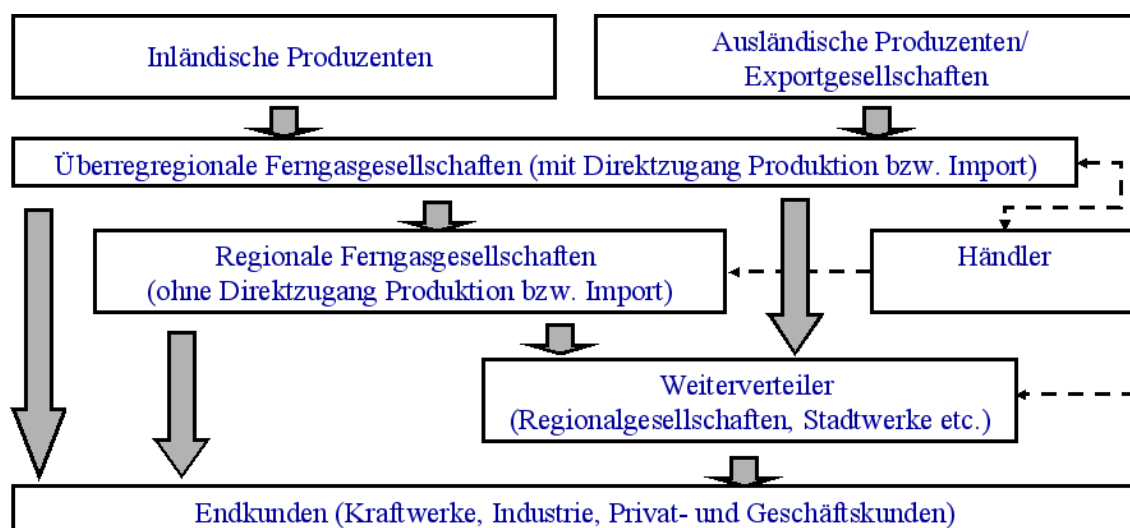 Inländische Produzenten
Ausländische Produzenten/
Exportgesellschaften
Überregregionale Ferngasgesellschaften (mit Direktzugang Produktion bzw. Import)
Regionale Ferngasgesellschaften
(ohne Direktzugang Produktion bzw. Import)
Händler
Weiterverteiler
(Regionalgesellschaften, Stadtwerke etc.)
Endkunden (Kraftwerke, Industrie, Privat- und Geschäftskunden)